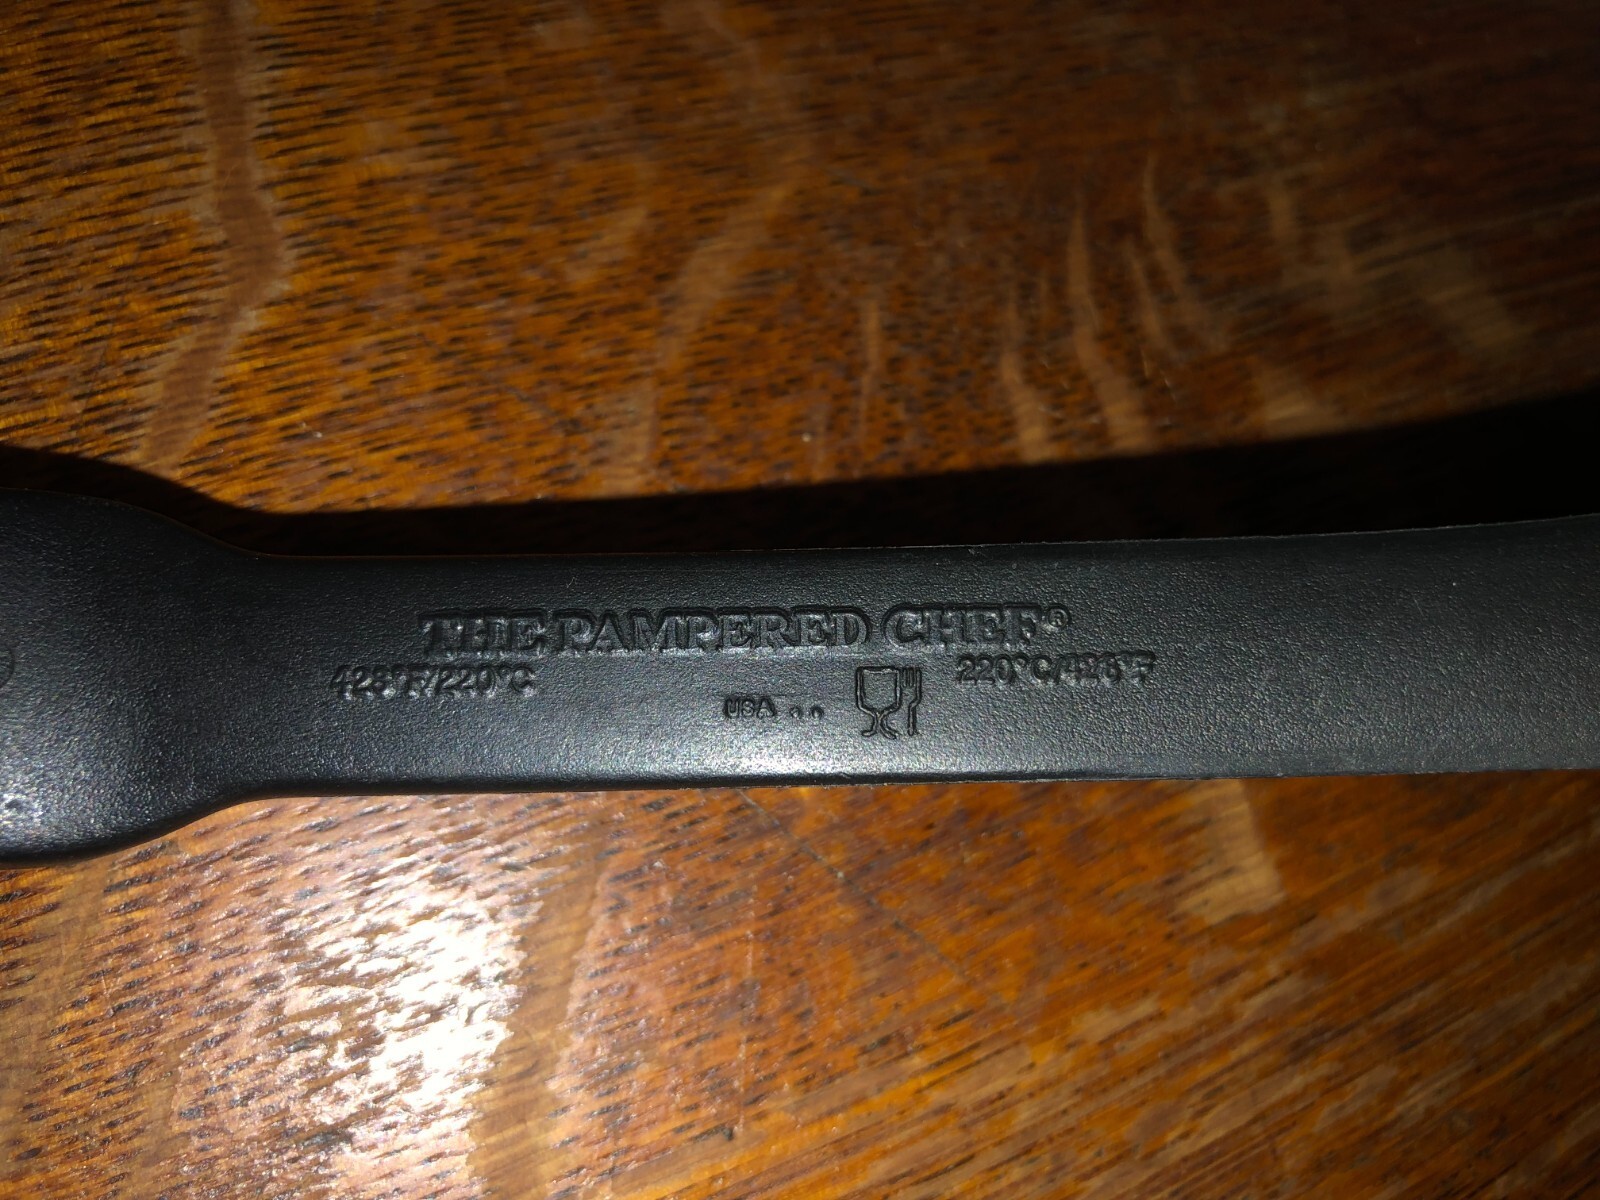 THE PAMPERED CHEF®
428°F/220°C
220°C/428°F
USA ..